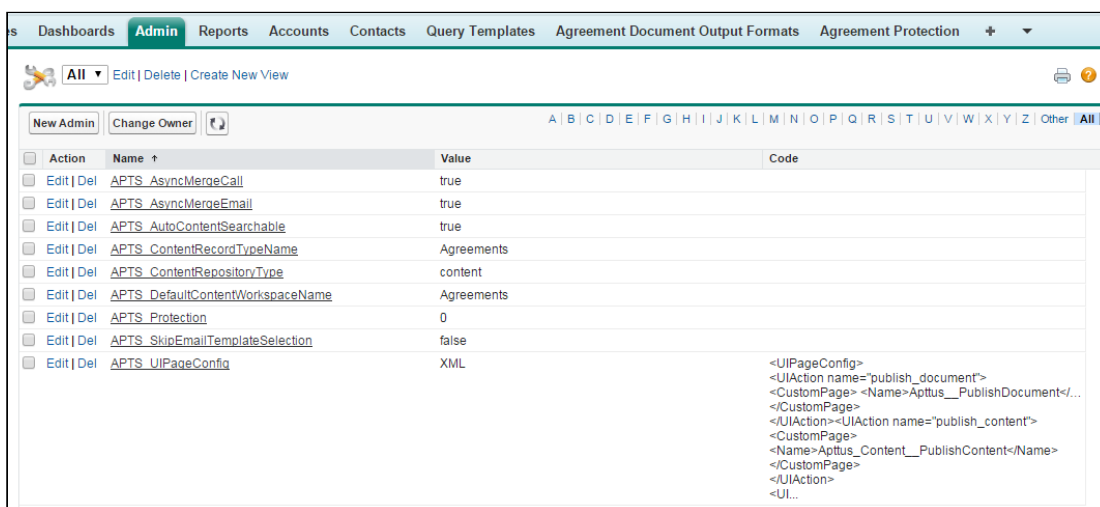 es Dashboards Admin Reports Accounts Contacts Query Templates Agreement Document Output Formats Agreement Protection +
All Edit | Delete | Create New View
New Admin Change Owner A | B | C | D | E | F | G | H | I | J | K | L | M | N | O | P | Q | R | S | T | U | V | W | X | Y | Z | Other All
Action Name ↑ Value Code
Edit | Del APTS_AsyncMergeCall true
Edit | Del APTS_AsyncMergeEmail true
Edit | Del APTS_AutoContentSearchable true
Edit | Del APTS_ContentRecordTypeName Agreements
Edit | Del APTS_ContentRepositoryType content
Edit | Del APTS_DefaultContentWorkspaceName Agreements
Edit | Del APTS_Protection 0
Edit | Del APTS_SkipEmailTemplateSelection false
Edit | Del APTS_UIPageConfig XML <UIPageConfig>
<UIAction name="publish_document">
<CustomPage> <Name>Apttus__PublishDocument</...
</CustomPage>
</UIAction><UIAction name="publish_content">
<CustomPage>
<Name>Apttus_Content__PublishContent</Name>
</CustomPage>
</UIAction>
<UI...